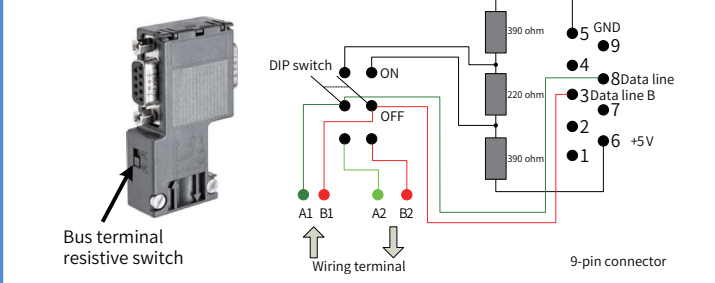 Bus terminal
resistive switch
DIP switch
ON
OFF
A1 B1 A2 B2
Wiring terminal
390 ohm
220 ohm
390 ohm
5 GND
9
4
8 Data line
3 Data line B
7
2
6 +5 V
1
9-pin connector